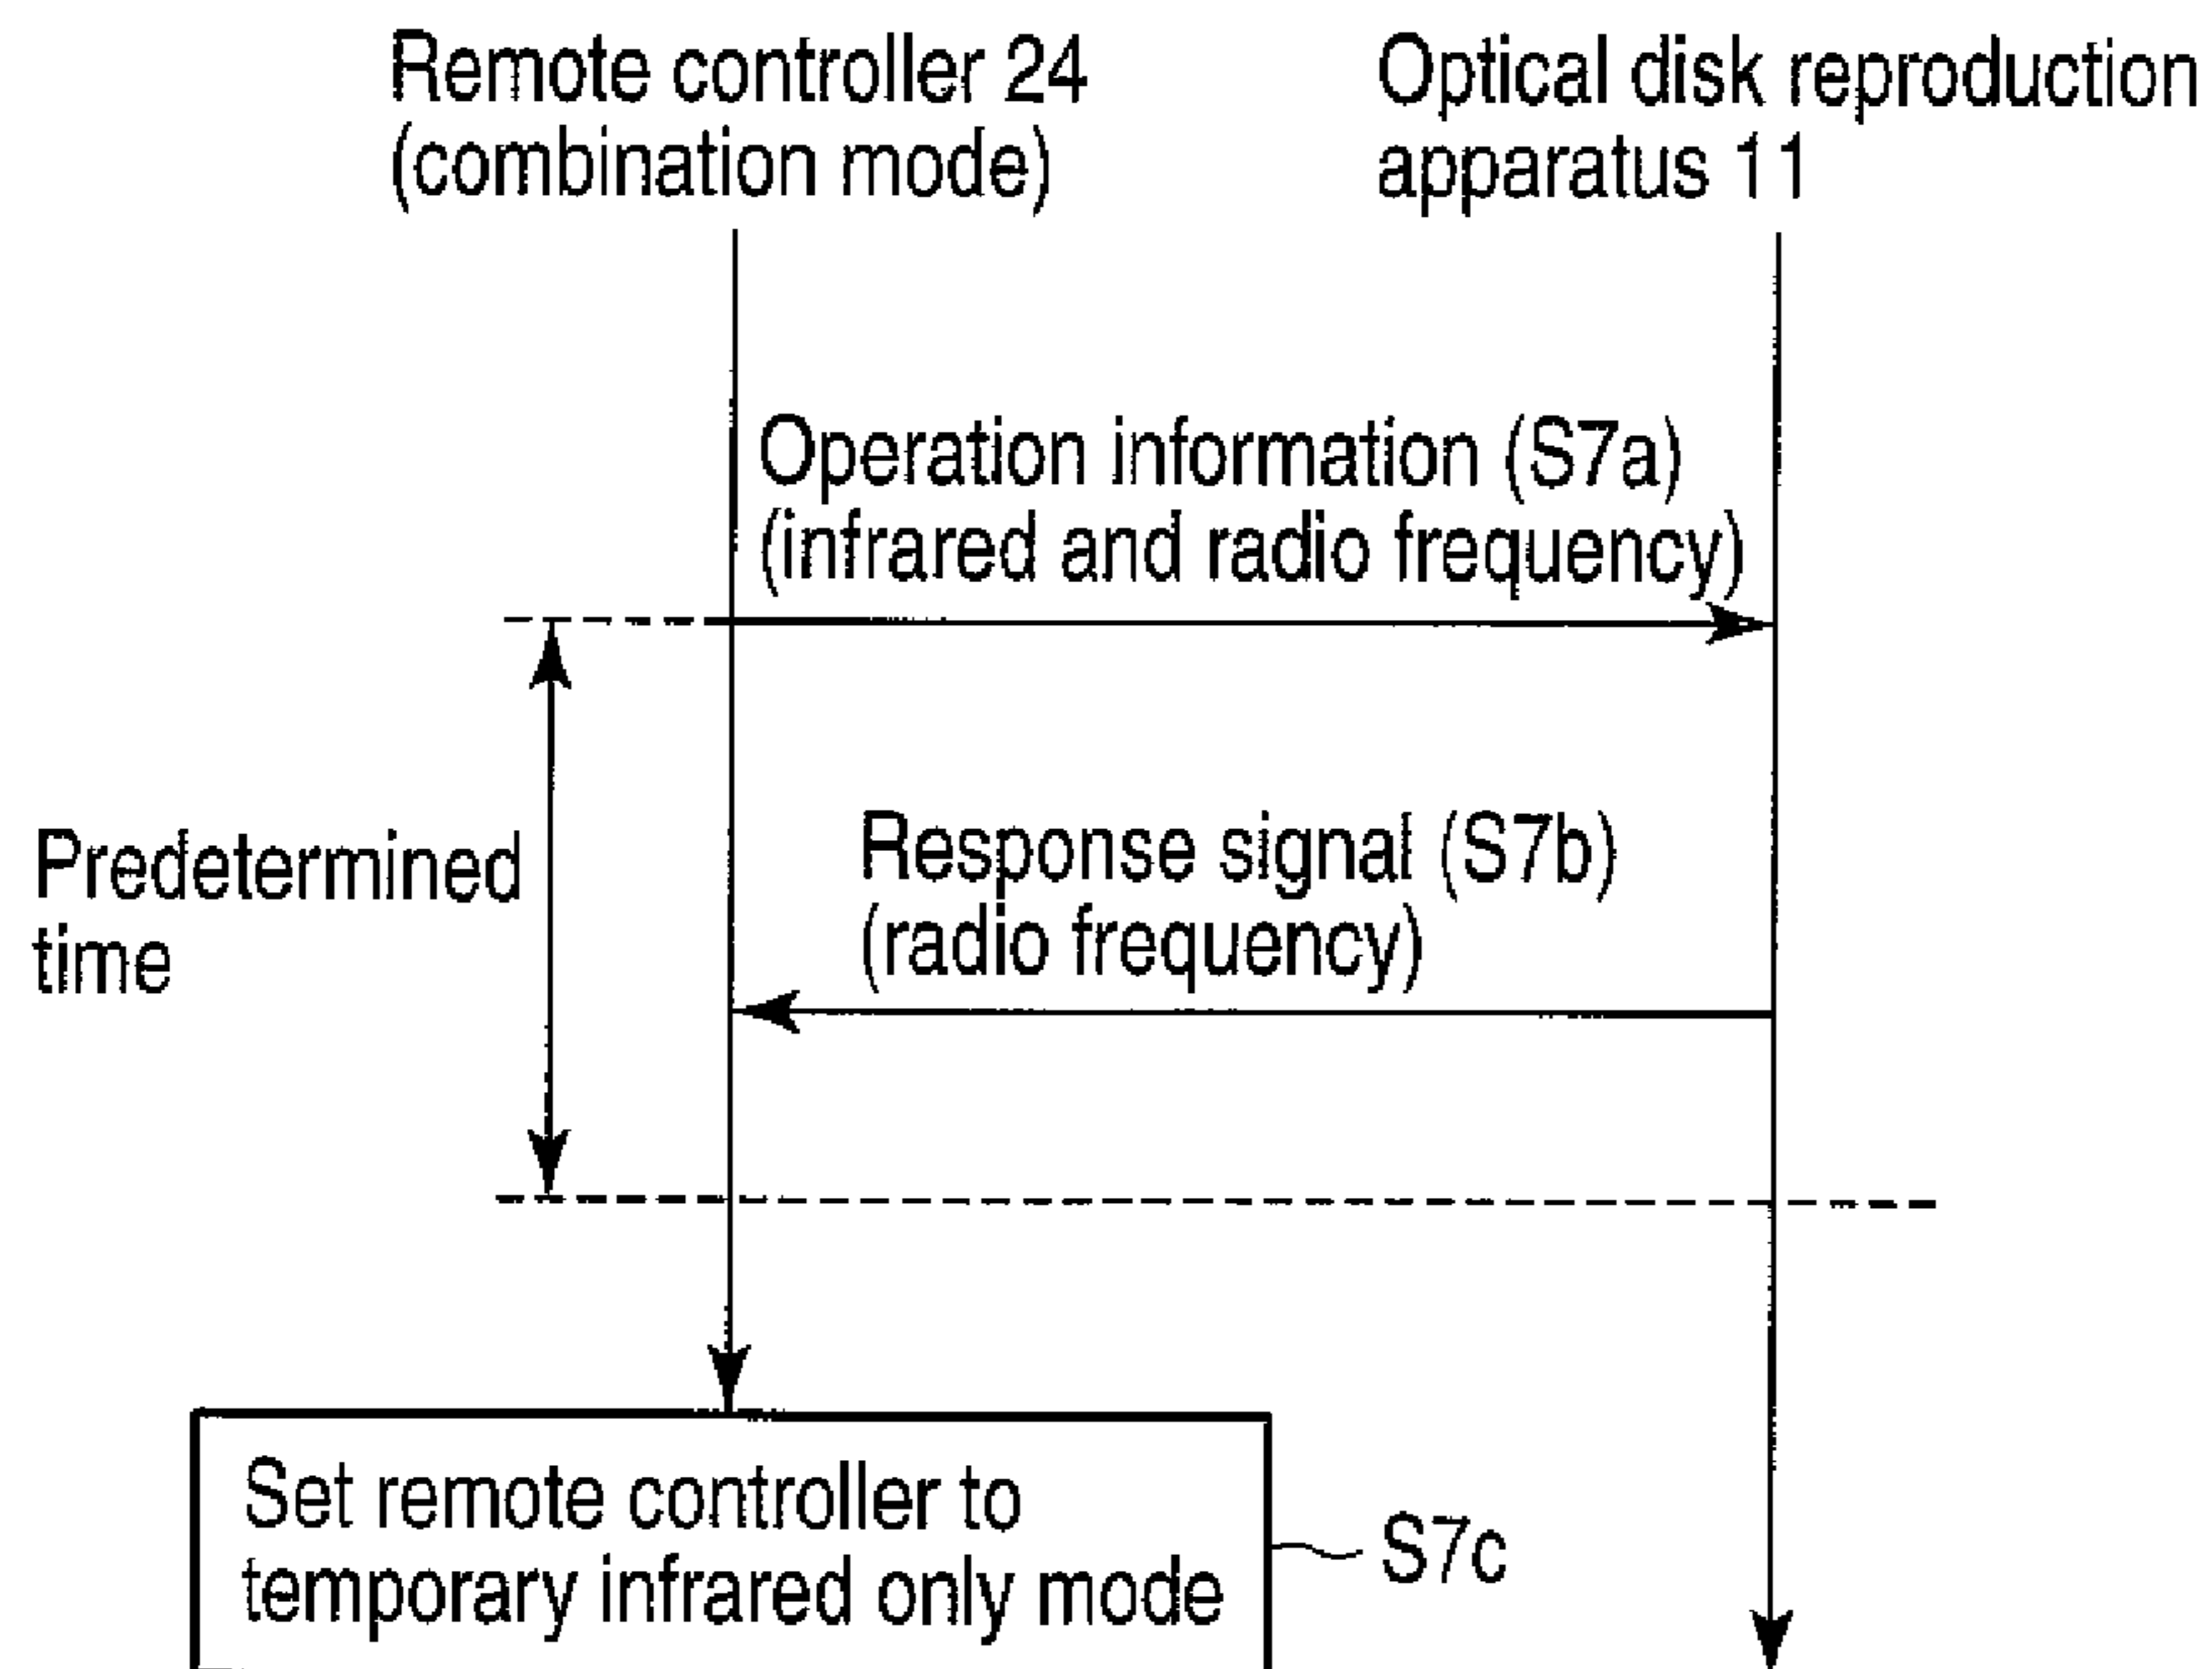 Remote controller 24
(combination mode)
Optical disk reproduction
apparatus 11
Operation information (S7a)
(infrared and radio frequency)
Predetermined
time
Response signal (S7b)
(radio frequency)
Set remote controller to
temporary infrared only mode
S7c